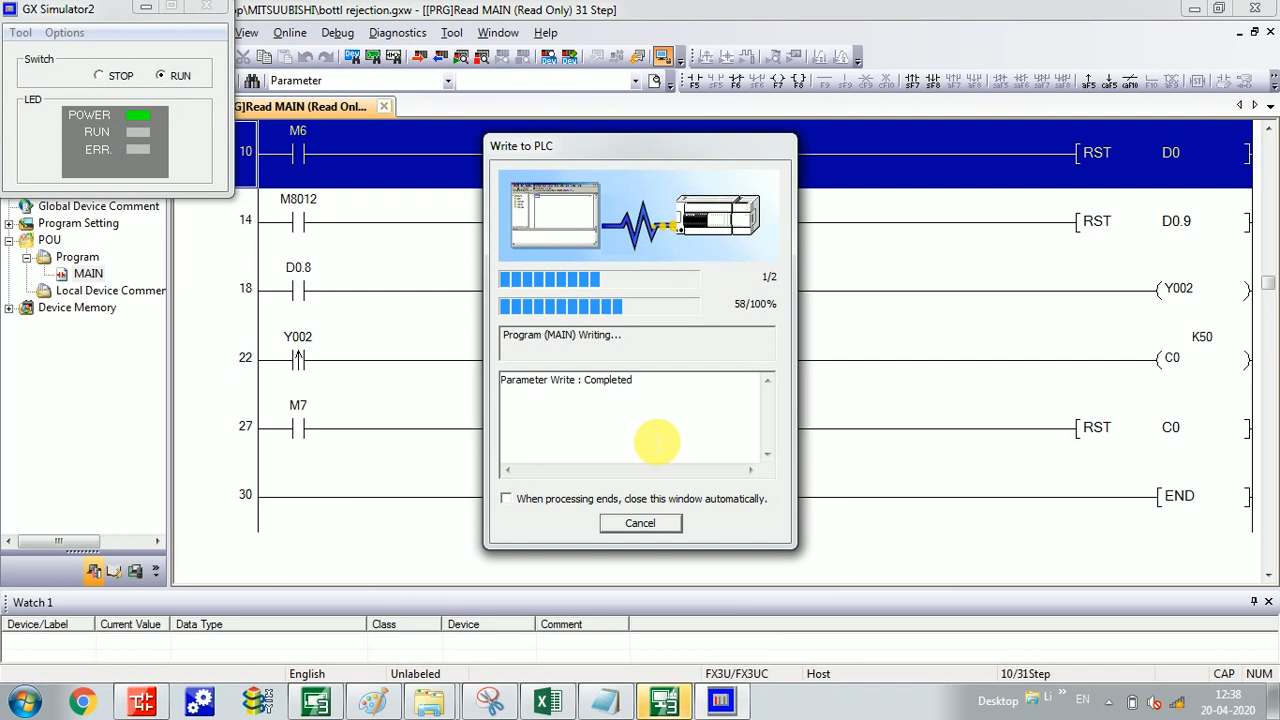 GX Simulator2
Tool Options
Switch
STOP RUN
LED
POWER
RUN
ERR.
op\MITSUUBISHI\bottl rejection.gxw - [[PRG]Read MAIN (Read Only) 31 Step]
View Online Debug Diagnostics Tool Window Help
Parameter
G]Read MAIN (Read Onl...
Global Device Comment
Program Setting
POU
Program
MAIN
Local Device Commer
Device Memory
M6
10 RST D0
M8012
14 RST D0.9
D0.8
18 Y002
Y002 K50
22 C0
M7
27 RST C0
30 END
Write to PLC
1/2
58/100%
Program (MAIN) Writing...
Parameter Write : Completed
When processing ends, close this window automatically.
Cancel
Watch 1
Device/Label Current Value Data Type Class Device Comment
English Unlabeled FX3U/FX3UC Host 10/31Step CAP NUM
Desktop Li » EN 12:38
20-04-2020